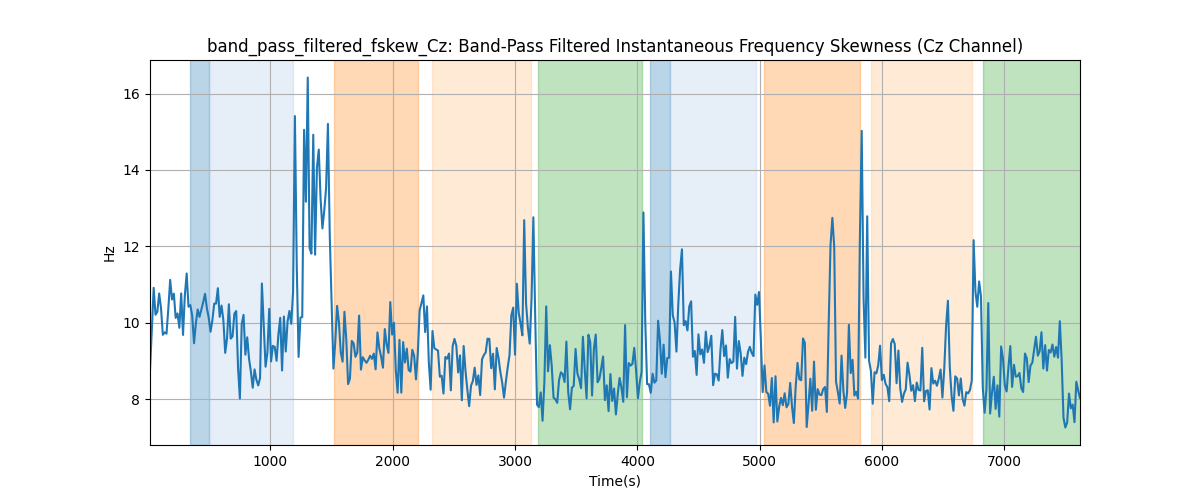 band_pass_filtered_fskew_Cz: Band-Pass Filtered Instantaneous Frequency Skewness (Cz Channel)
16
14
12
10
8
Hz
1000 2000 3000 4000 5000 6000 7000
Time(s)